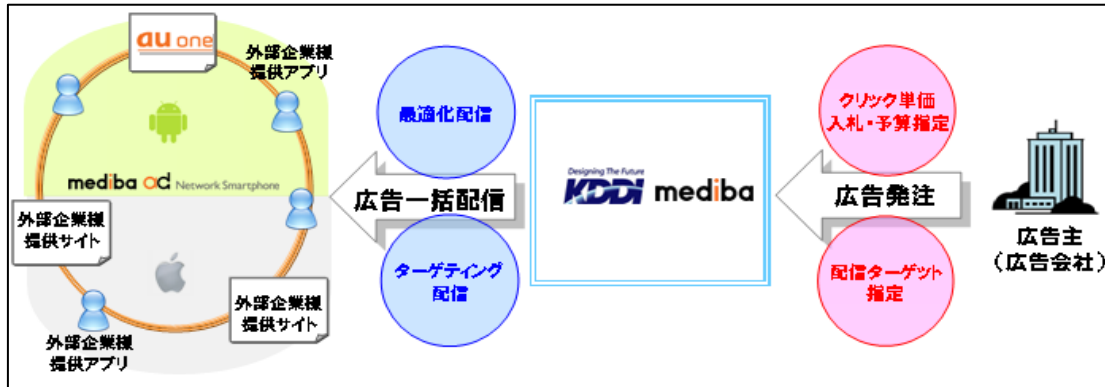 au one
外部企業様
提供アプリ
mediba ad Network Smartphone
外部企業様
提供サイト
外部企業様
提供サイト
外部企業様
提供アプリ
最適化配信
広告一括配信
ターゲティング
配信
Designing The Future
KDDI mediba
クリック単価
入札・予算指定
広告発注
配信ターゲット
指定
広告主
（広告会社）